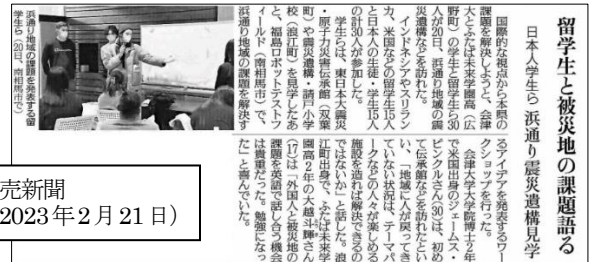 留学生と被災地の課題語る
日本人学生ら 浜通り震災遺構見学
国際的な視点から本県の
課題を解決しようと、会津
大とふたば未来学園高(広
野町)の学生と留学生ら30
人が20日、浜通り地域の震
災遺構などを訪れた。
インドネシアやスリラン
カ、米国などの留学生15人
と日本人の生徒・学生15人
の計30人が参加した。
学生らは、東日本大震災
・原子力災害伝承館(双葉
町)や震災遺構・請戸小学
校(浪江町)を見学したあ
と、福島ロボットテストフ
ィールド(南相馬市)で、
浜通り地域の課題を解決す
るアイデアを発表するワー
クショップを行った。
会津大学大学院博士2年
で米国出身のジェームス・
ピンクルさん(30)は、初め
て伝承館などを訪れたとい
い、「地域に人が戻ってき
ていない状況は、テーマパ
ークなどの人々が楽しめる
施設を造れば解決できるの
ではないか」と話した。浪
江町出身で、ふたば未来学
園高2年の大越斗輝さん
(17)は「外国人と被災地の
課題を英語で話し合う機会
は貴重だった。勉強になっ
た」と喜んでいた。
浜通り地域の課題を発表する留
学生ら(20日、南相馬市で)
売新聞
2023年2月21日)